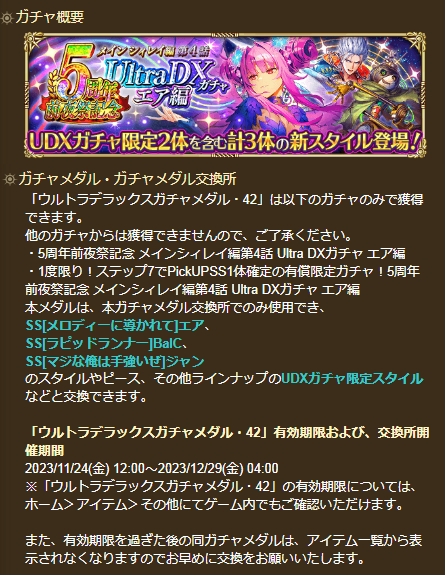 ガチャ概要
メインシィレイ編 第4話
5周年
前夜祭記念
Ultra DX ガチャ
エア編
UDXガチャ限定2体を含む計3体の新スタイル登場!
ガチャメダル・ガチャメダル交換所
「ウルトラデラックスガチャメダル・42」は以下のガチャのみで獲得
できます。
他のガチャからは獲得できませんので、ご了承ください。
・5周年前夜祭記念 メインシィレイ編第4話 Ultra DXガチャ エア編
・1度限り!ステップ7でPickUPSS1体確定の有償限定ガチャ!5周年
前夜祭記念 メインシィレイ編第4話 Ultra DXガチャ エア編
本メダルは、本ガチャメダル交換所のみで使用でき、
SS[メロディーに導かれて]エア、
SS[ラピッドランナー]BaIC、
SS[マジな俺は手強いぜ]ジャン
のスタイルやピース、その他ラインナップのUDXガチャ限定スタイル
などと交換できます。
「ウルトラデラックスガチャメダル・42」有効期限および、交換所開
催期間
2023/11/24(金) 12:00~2023/12/29(金) 04:00
※「ウルトラデラックスガチャメダル・42」の有効期限については、
ホーム> アイテム> その他にてゲーム内でもご確認いただけます。
また、有効期限を過ぎた後の同ガチャメダルは、アイテム一覧から表
示されなくなりますのでお早めに交換をお願いいたします。